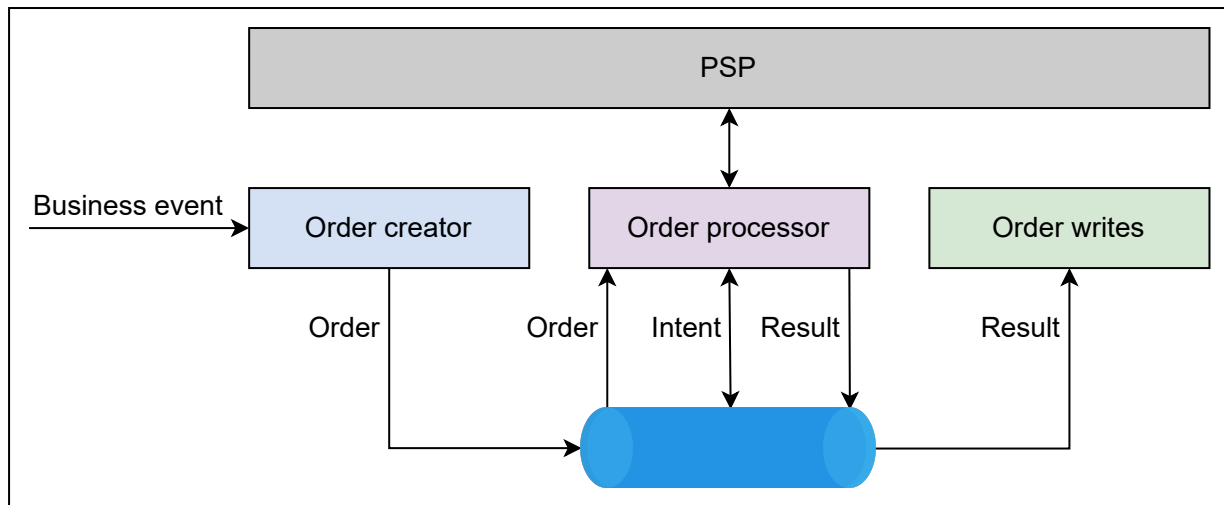 PSP
Business event
Order creator
Order processor
Order writes
Order
Order
Intent
Result
Result